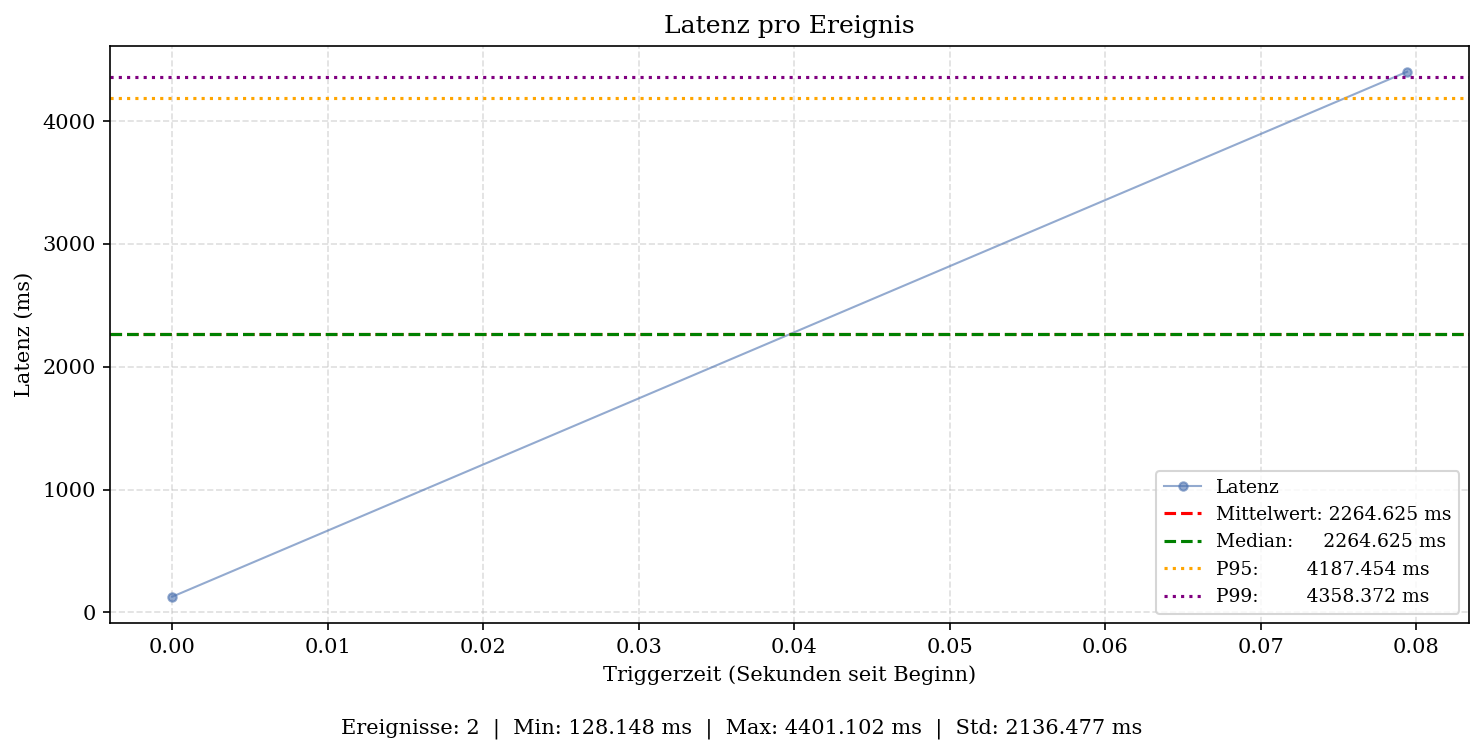 Latenz pro Ereignis
Latenz (ms)
4000
3000
2000
1000
0
Latenz
Mittelwert: 2264.625 ms
Median: 2264.625 ms
P95: 4187.454 ms
P99: 4358.372 ms
0.00 0.01 0.02 0.03 0.04 0.05 0.06 0.07 0.08
Triggerzeit (Sekunden seit Beginn)
Ereignisse: 2 | Min: 128.148 ms | Max: 4401.102 ms | Std: 2136.477 ms